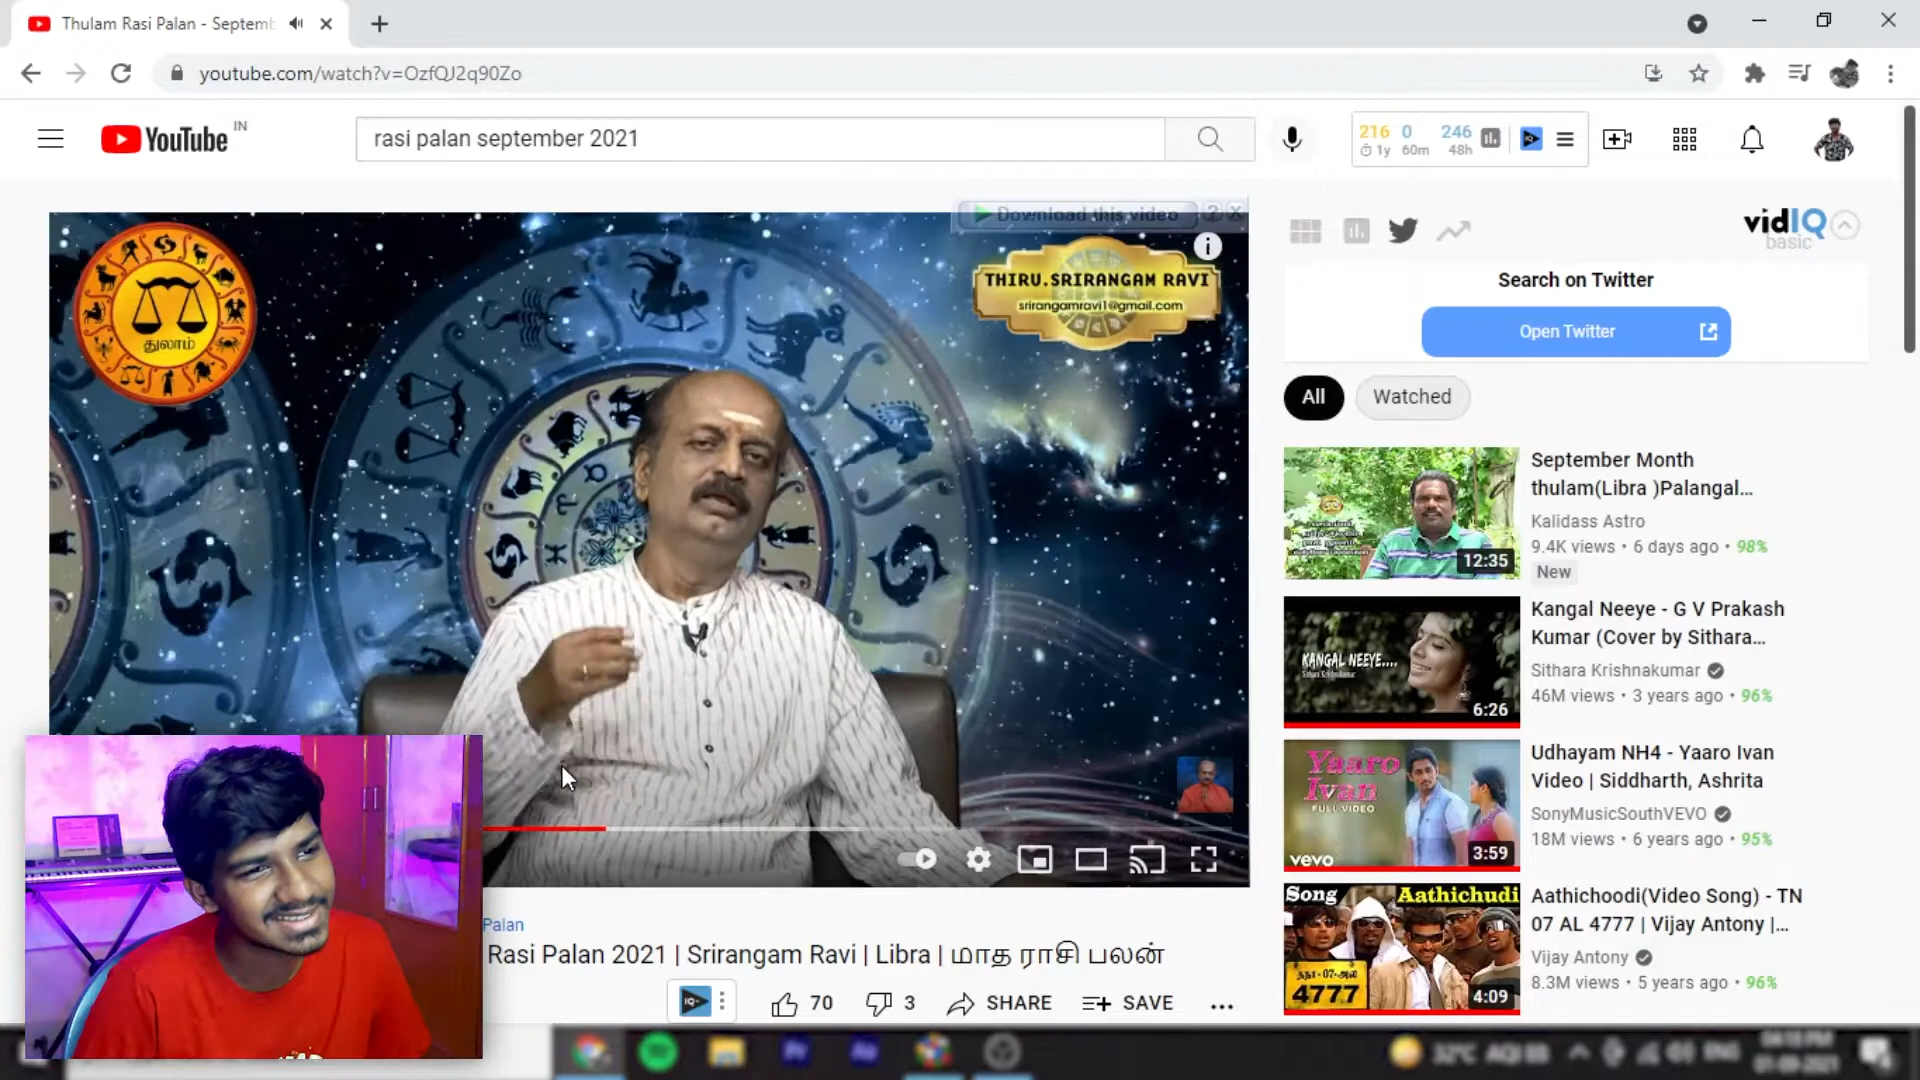 Thulam Rasi Palan - Septemb
youtube.com/watch?v=OzfQJ2q90Zo
YouTube IN
rasi palan september 2021
216 0 246
1y 60m 48h
Download this video ? X
துலாம்
THIRU.SRIRANGAM RAVI
srirangamravi1@gmail.com
vidIQ
basic
Search on Twitter
Open Twitter
All Watched
12:35
September Month
thulam(Libra )Palangal...
Kalidass Astro
9.4K views • 6 days ago • 98%
New
KANGAL NEEYE....
Sithara Krishnakumar
6:26
Kangal Neeye - G V Prakash
Kumar (Cover by Sithara...
Sithara Krishnakumar
46M views • 3 years ago • 96%
Yaaro
Ivan
FULL VIDEO
vevo
3:59
Udhayam NH4 - Yaaro Ivan
Video | Siddharth, Ashrita
SonyMusicSouthVEVO
18M views • 6 years ago • 95%
Song Aathichudi
4777
4:09
Aathichoodi(Video Song) - TN
07 AL 4777 | Vijay Antony |...
Vijay Antony
8.3M views • 5 years ago • 96%
Palan
Rasi Palan 2021 | Srirangam Ravi | Libra | மாத ராசி பலன்
IQ 70 3 SHARE SAVE
32°C